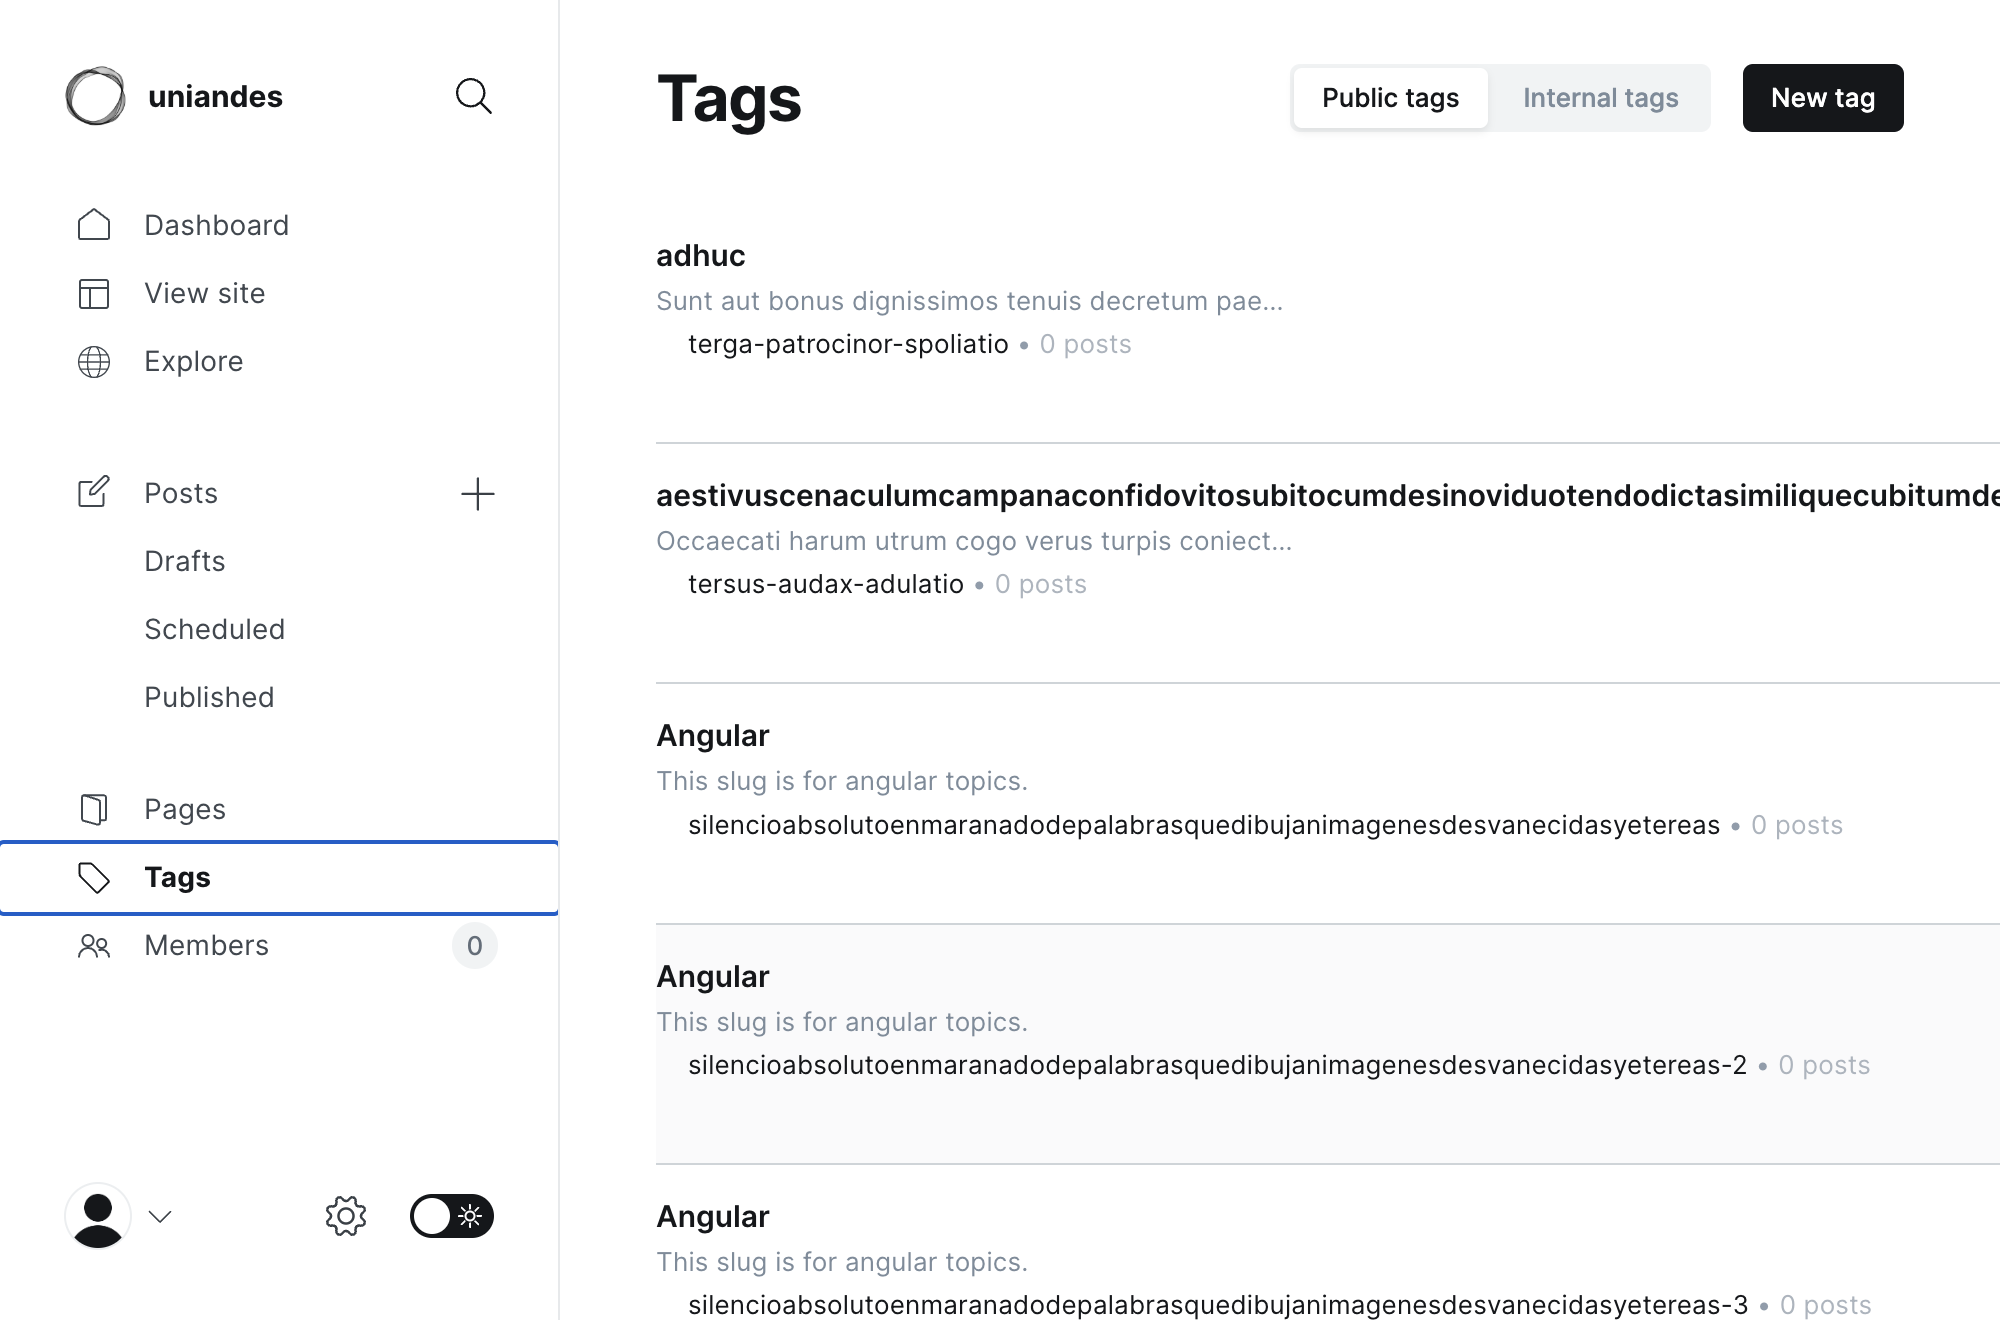 uniandes
Dashboard
View site
Explore
Posts
Drafts
Scheduled
Published
Pages
Tags
Members
0
Tags
Public tags
Internal tags
New tag
adhuc
Sunt aut bonus dignissimos tenuis decretum pae...
terga-patrocinor-spoliatio • 0 posts
aestivuscenaculumcampanaconfidovitosubitocumdesinoviduotendodictasimiliquecubitumde
Occaecati harum utrum cogo verus turpis coniect...
tersus-audax-adulatio • 0 posts
Angular
This slug is for angular topics.
silencioabsolutoenmaranadodepalabrasquedibujanimagenesdesvanecidasyetereas • 0 posts
Angular
This slug is for angular topics.
silencioabsolutoenmaranadodepalabrasquedibujanimagenesdesvanecidasyetereas-2 • 0 posts
Angular
This slug is for angular topics.
silencioabsolutoenmaranadodepalabrasquedibujanimagenesdesvanecidasyetereas-3 • 0 posts